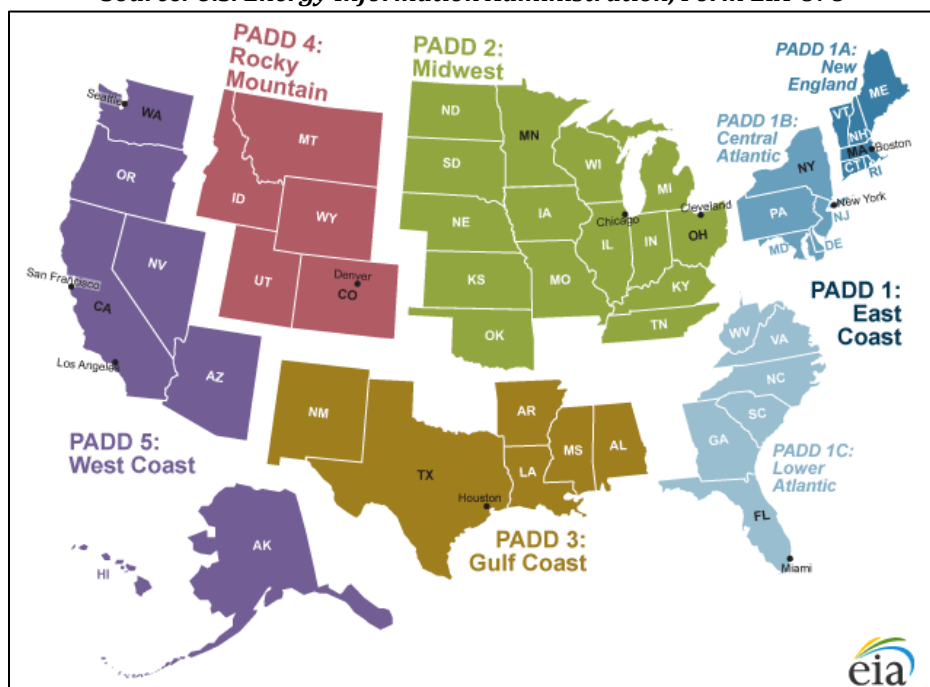 PADD 4:
Rocky
Mountain
PADD 2:
Midwest
PADD 1A:
New
England
PADD 1B:
Central
Atlantic
Seattle
WA
OR
CA
NV
AZ
San Francisco
Los Angeles
MT
ID
WY
UT
Denver
CO
ND
SD
NE
KS
OK
MN
IA
MO
WI
IL
IN
MI
OH
KY
TN
Chicago
Cleveland
ME
VT
NH
MA
Boston
CT
RI
NY
New York
PA
NJ
MD
DE
PADD 1:
East
Coast
WV
VA
NC
SC
GA
FL
Miami
PADD 1C:
Lower
Atlantic
PADD 5:
West Coast
NM
TX
AR
LA
MS
AL
Houston
PADD 3:
Gulf Coast
HI
AK
eia